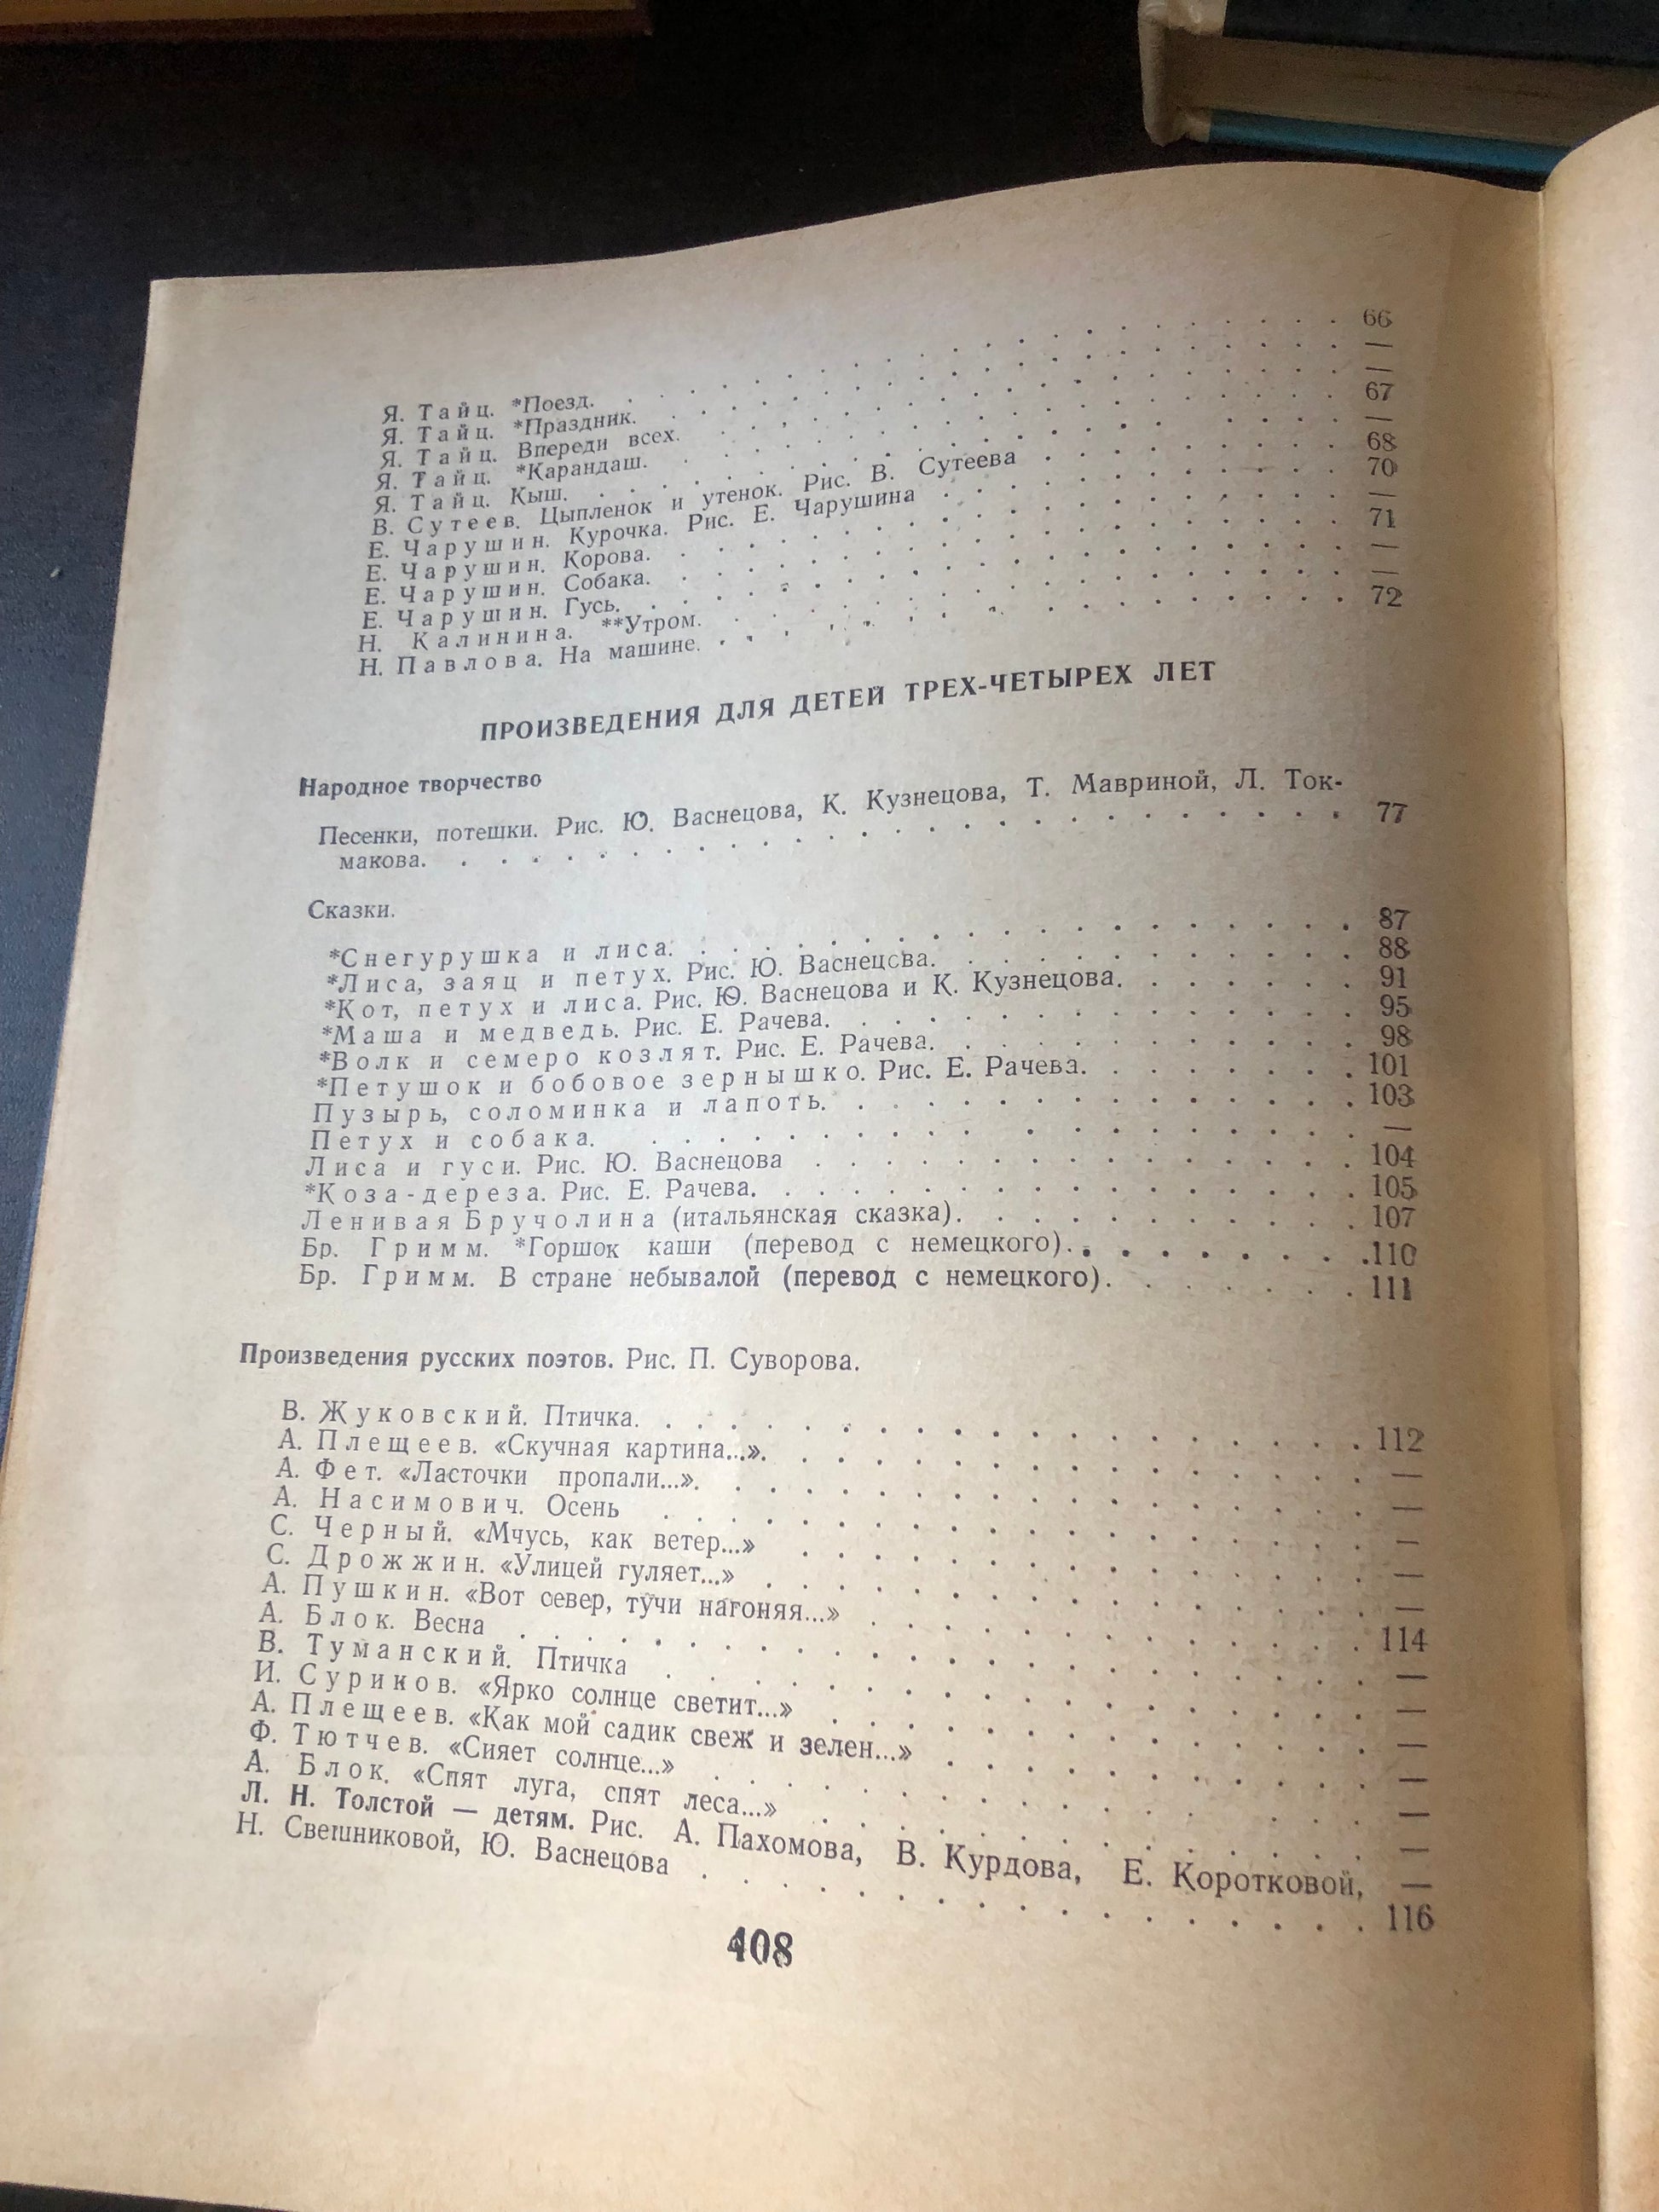 Я. Тайц. *Поезд. . . . . . . . . . . . . . . . 66
Я. Тайц. *Праздник. . . . . . . . . . . . . . —
Я. Тайц. Впереди всех. . . . . . . . . . . . . —
Я. Тайц. *Карандаш. . . . . . . . . . . . . . 67
Я. Тайц. Кыш. . . . . . . . . . . . . . . . —
В. Сутеев. Цыпленок и утенок. Рис. В. Сутеева . . . . . . . 68
Е. Чарушин. Курочка. Рис. Е. Чарушина . . . . . . . . . 70
Е. Чарушин. Корова. . . . . . . . . . . . . . —
Е. Чарушин. Собака. . . . . . . . . . . . . . 71
Е. Чарушин. Гусь. . . . . . . . . . . . . . . —
Н. Калинина. **Утром. . . . . . . . . . . . . —
Н. Павлова. На машине. . . . . . . . . . . . . 72
ПРОИЗВЕДЕНИЯ ДЛЯ ДЕТЕЙ ТРЕХ-ЧЕТЫРЕХ ЛЕТ
Народное творчество
Песенки, потешки. Рис. Ю. Васнецова, К. Кузнецова, Т. Мавриной, Л. Ток-
макова. . . . . . . . . . . . . . . . . . 77
Сказки.
*Снегурушка и лиса. . . . . . . . . . . . . . 87
*Лиса, заяц и петух. Рис. Ю. Васнецова. . . . . . . . . 88
*Кот, петух и лиса. Рис. Ю. Васнецова и К. Кузнецова. . . . . . . 91
*Маша и медведь. Рис. Е. Рачева. . . . . . . . . . . 95
*Волк и семеро козлят. Рис. Е. Рачева. . . . . . . . . . 98
*Петушок и бобовое зернышко. Рис. Е. Рачева. . . . . . . . 101
Пузырь, соломинка и лапоть. . . . . . . . . . . . 103
Петух и собака. . . . . . . . . . . . . . . —
Лиса и гуси. Рис. Ю. Васнецова . . . . . . . . . . . 104
*Коза-дереза. Рис. Е. Рачева. . . . . . . . . . . . 105
Ленивая Бручолина (итальянская сказка). . . . . . . . . 107
Бр. Гримм. *Горшок каши (перевод с немецкого). . . . . . . . 110
Бр. Гримм. В стране небывалой (перевод с немецкого). . . . . . . 111
Произведения русских поэтов. Рис. П. Суворова.
В. Жуковский. Птичка. . . . . . . . . . . . . . 112
А. Плещеев. «Скучная картина...». . . . . . . . . . . —
А. Фет. «Ласточки пропали...». . . . . . . . . . . . —
А. Насимович. Осень . . . . . . . . . . . . . —
С. Черный. «Мчусь, как ветер...» . . . . . . . . . . —
С. Дрожжин. «Улицей гуляет...» . . . . . . . . . . . —
А. Пушкин. «Вот север, тучи нагоняя...» . . . . . . . . . 114
А. Блок. Весна . . . . . . . . . . . . . . . —
В. Туманский. Птичка . . . . . . . . . . . . . —
И. Суриков. «Ярко солнце светит...» . . . . . . . . . . —
А. Плещеев. «Как мой садик свеж и зелен...» . . . . . . . . —
Ф. Тютчев. «Сияет солнце...» . . . . . . . . . . . . —
А. Блок. «Спят луга, спят леса...» . . . . . . . . . . —
Л. Н. Толстой — детям. Рис. А. Пахомова, В. Курдова, Е. Коротковой, —
Н. Свешниковой, Ю. Васнецова . . . . . . . . . . . . 116
408